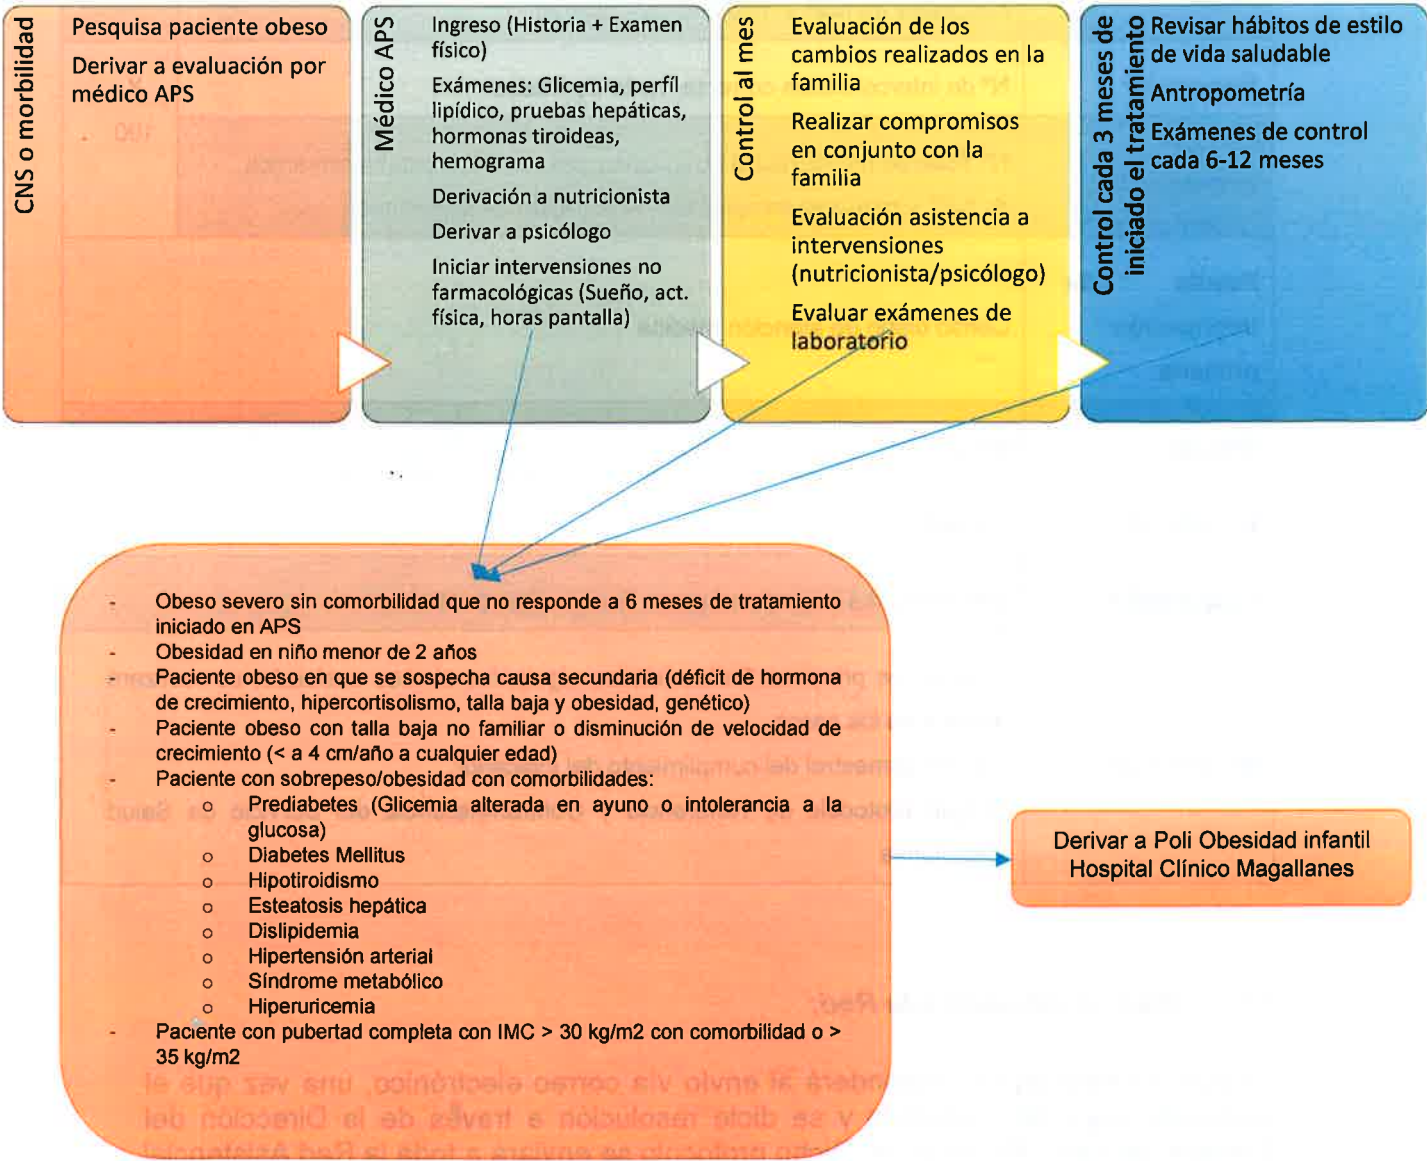 CNS o morbilidad
Pesquisa paciente obeso
Derivar a evaluación por
médico APS
Médico APS
Ingreso (Historia + Examen
físico)
Exámenes: Glicemia, perfíl
lipídico, pruebas hepáticas,
hormonas tiroideas,
hemograma
Derivación a nutricionista
Derivar a psicólogo
Iniciar intervensiones no
farmacológicas (Sueño, act.
física, horas pantalla)
Control al mes
Evaluación de los
cambios realizados en la
familia
Realizar compromisos
en conjunto con la
familia
Evaluación asistencia a
intervensiones
(nutricionista/psicólogo)
Evaluar exámenes de
laboratorio
Control cada 3 meses de
iniciado el tratamiento
Revisar hábitos de estilo
de vida saludable
Antropometría
Exámenes de control
cada 6-12 meses
- Obeso severo sin comorbilidad que no responde a 6 meses de tratamiento
iniciado en APS
- Obesidad en niño menor de 2 años
- Paciente obeso en que se sospecha causa secundaria (déficit de hormona
de crecimiento, hipercortisolismo, talla baja y obesidad, genético)
- Paciente obeso con talla baja no familiar o disminución de velocidad de
crecimiento (< a 4 cm/año a cualquier edad)
- Paciente con sobrepeso/obesidad con comorbilidades:
o Prediabetes (Glicemia alterada en ayuno o intolerancia a la
glucosa)
o Diabetes Mellitus
o Hipotiroidismo
o Esteatosis hepática
o Dislipidemia
o Hipertensión arterial
o Síndrome metabólico
o Hiperuricemia
- Paciente con pubertad completa con IMC > 30 kg/m2 con comorbilidad o >
35 kg/m2
Derivar a Poli Obesidad infantil
Hospital Clínico Magallanes